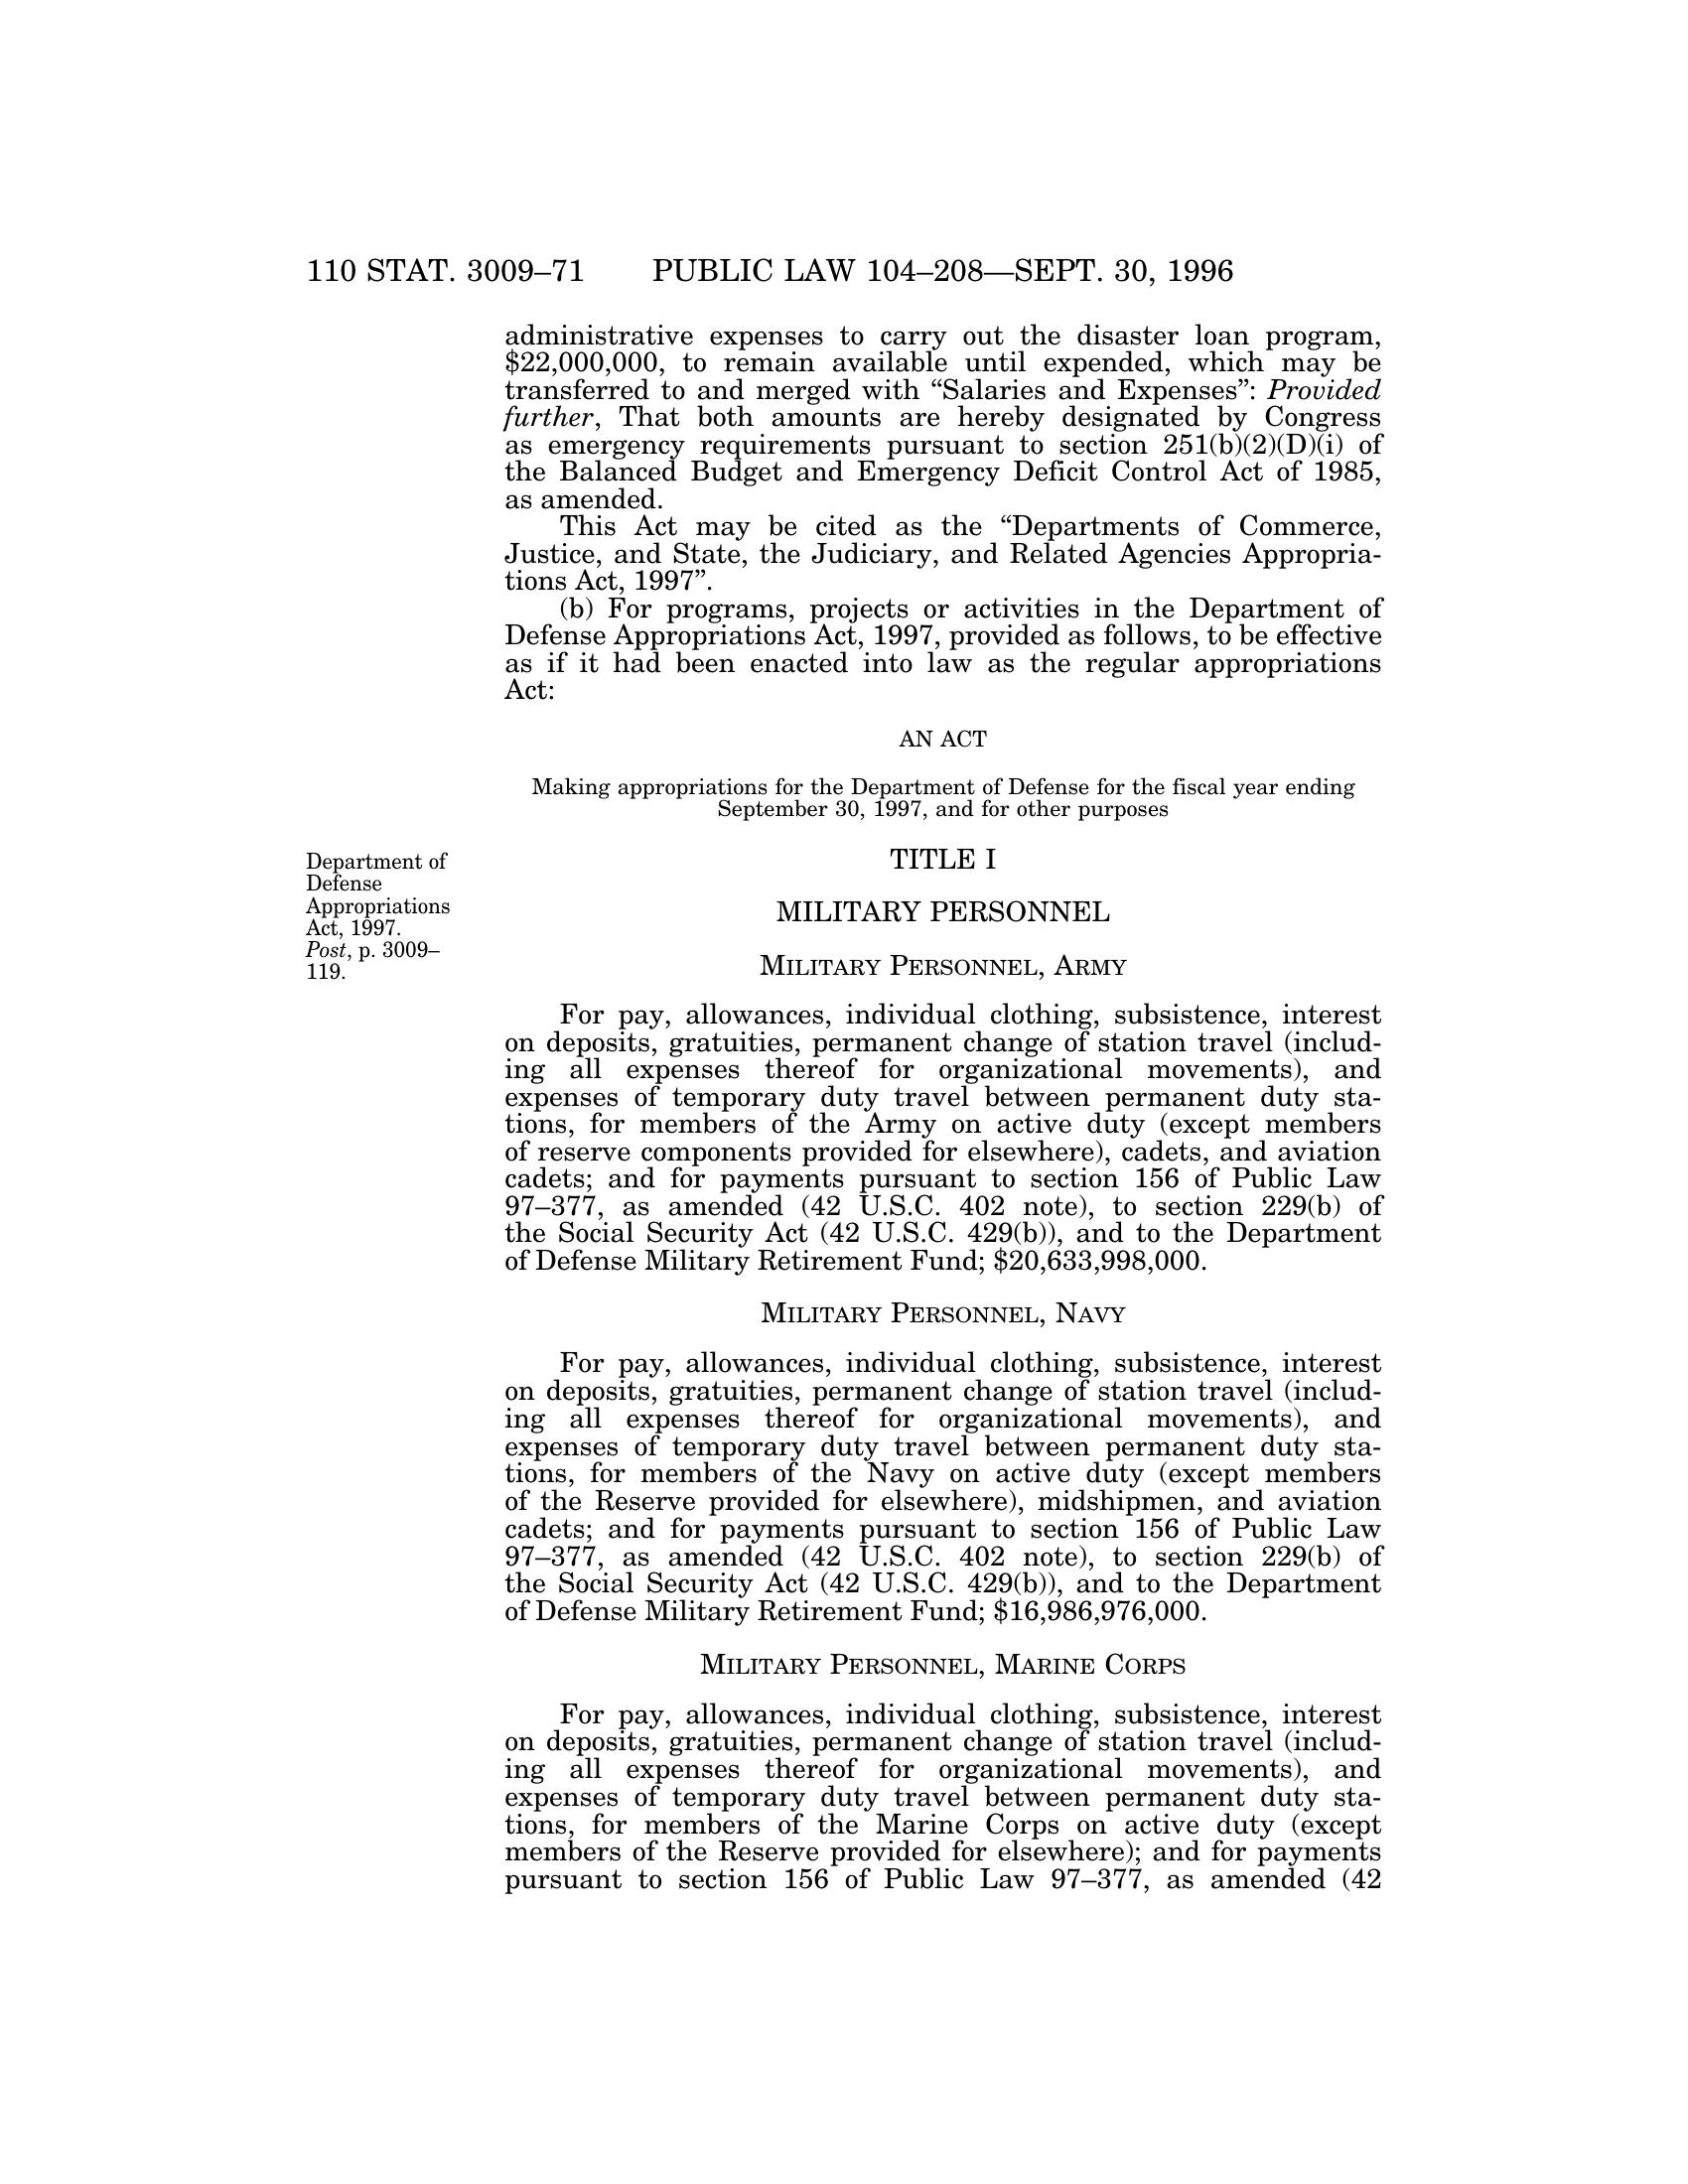 110 STAT. 3009–71 PUBLIC LAW 104–208—SEPT. 30, 1996
administrative expenses to carry out the disaster loan program,
$22,000,000, to remain available until expended, which may be
transferred to and merged with “Salaries and Expenses”: Provided
further, That both amounts are hereby designated by Congress
as emergency requirements pursuant to section 251(b)(2)(D)(i) of
the Balanced Budget and Emergency Deficit Control Act of 1985,
as amended.
This Act may be cited as the “Departments of Commerce,
Justice, and State, the Judiciary, and Related Agencies Appropria-
tions Act, 1997”.
(b) For programs, projects or activities in the Department of
Defense Appropriations Act, 1997, provided as follows, to be effective
as if it had been enacted into law as the regular appropriations
Act:
AN ACT
Making appropriations for the Department of Defense for the fiscal year ending
September 30, 1997, and for other purposes
Department of
Defense
Appropriations
Act, 1997.
Post, p. 3009–
119.
TITLE I
MILITARY PERSONNEL
MILITARY PERSONNEL, ARMY
For pay, allowances, individual clothing, subsistence, interest
on deposits, gratuities, permanent change of station travel (includ-
ing all expenses thereof for organizational movements), and
expenses of temporary duty travel between permanent duty sta-
tions, for members of the Army on active duty (except members
of reserve components provided for elsewhere), cadets, and aviation
cadets; and for payments pursuant to section 156 of Public Law
97–377, as amended (42 U.S.C. 402 note), to section 229(b) of
the Social Security Act (42 U.S.C. 429(b)), and to the Department
of Defense Military Retirement Fund; $20,633,998,000.
MILITARY PERSONNEL, NAVY
For pay, allowances, individual clothing, subsistence, interest
on deposits, gratuities, permanent change of station travel (includ-
ing all expenses thereof for organizational movements), and
expenses of temporary duty travel between permanent duty sta-
tions, for members of the Navy on active duty (except members
of the Reserve provided for elsewhere), midshipmen, and aviation
cadets; and for payments pursuant to section 156 of Public Law
97–377, as amended (42 U.S.C. 402 note), to section 229(b) of
the Social Security Act (42 U.S.C. 429(b)), and to the Department
of Defense Military Retirement Fund; $16,986,976,000.
MILITARY PERSONNEL, MARINE CORPS
For pay, allowances, individual clothing, subsistence, interest
on deposits, gratuities, permanent change of station travel (includ-
ing all expenses thereof for organizational movements), and
expenses of temporary duty travel between permanent duty sta-
tions, for members of the Marine Corps on active duty (except
members of the Reserve provided for elsewhere); and for payments
pursuant to section 156 of Public Law 97–377, as amended (42